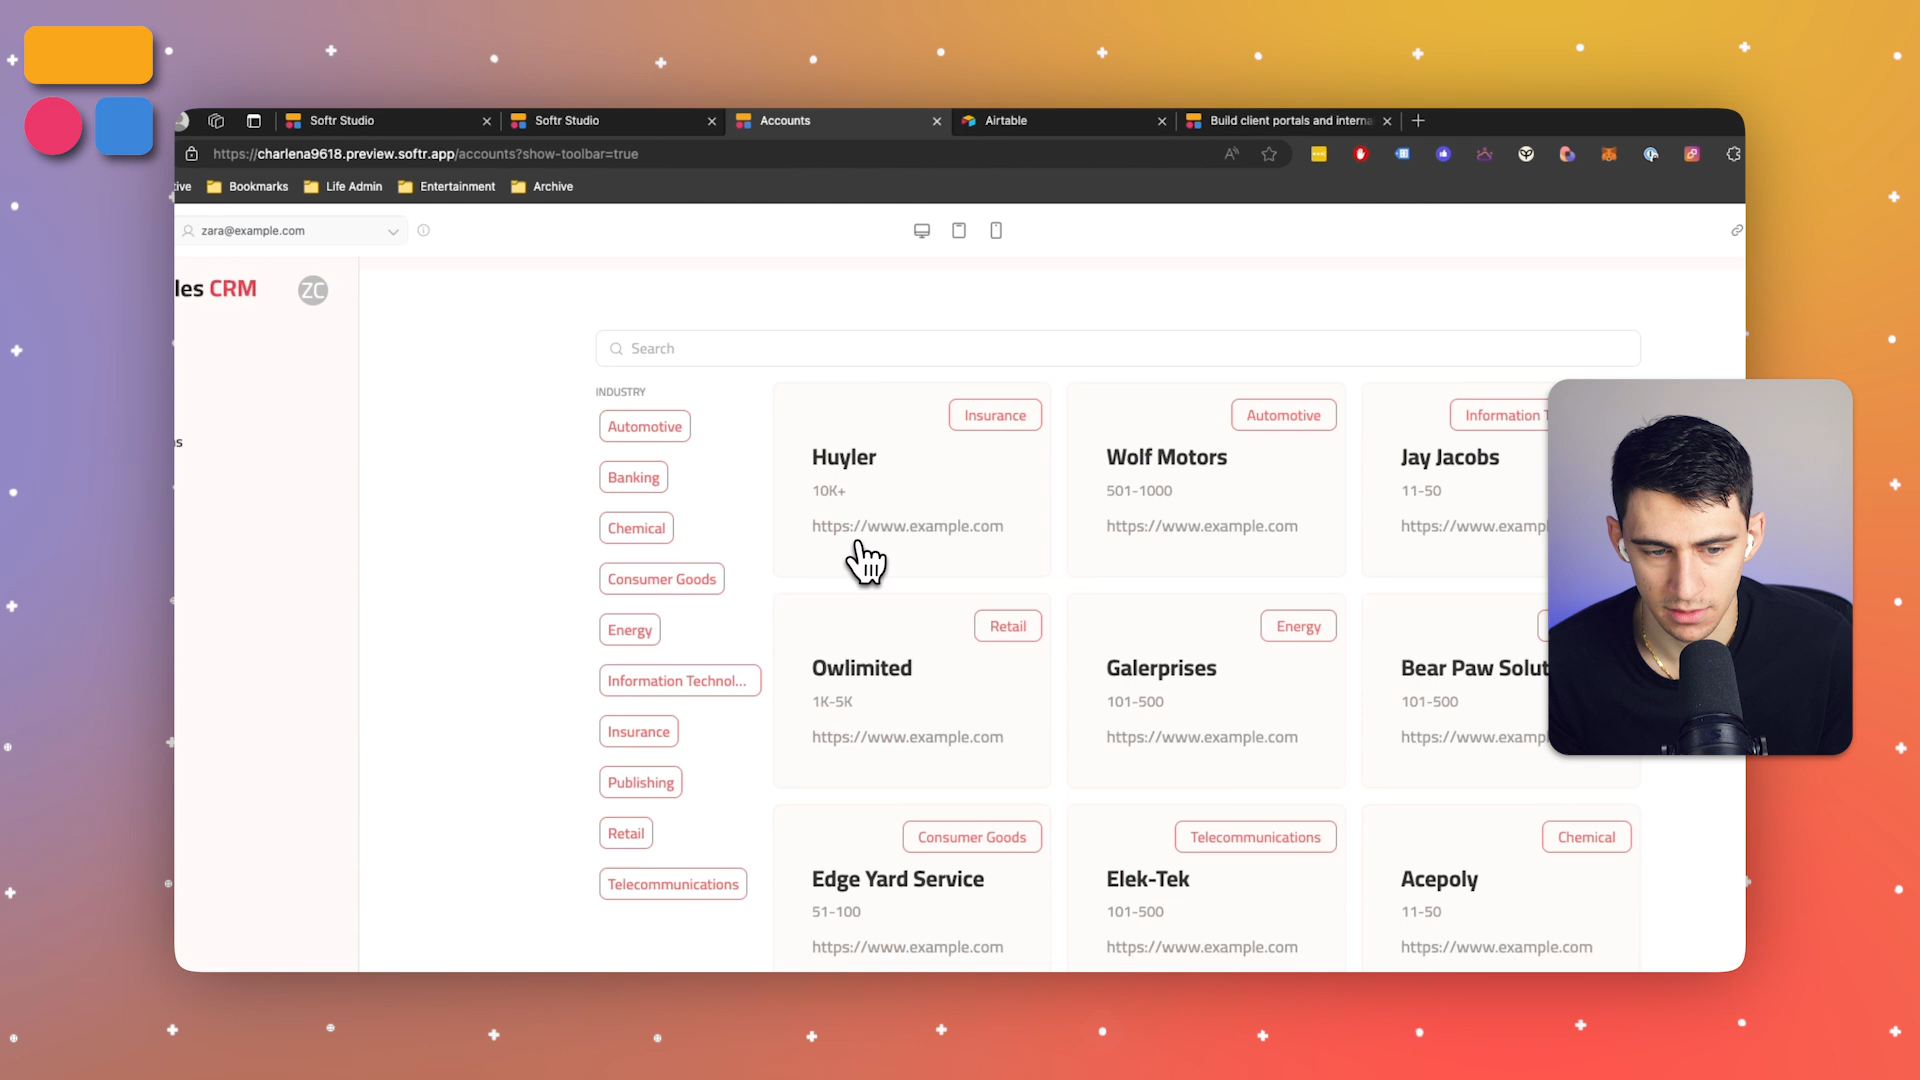 Softr Studio
Softr Studio
Accounts
Airtable
Build client portals and interna
https://charlena9618.preview.softr.app/accounts?show-toolbar=true
tive
Bookmarks
Life Admin
Entertainment
Archive
zara@example.com
les CRM
ZC
s
Search
INDUSTRY
Automotive
Banking
Chemical
Consumer Goods
Energy
Information Technol...
Insurance
Publishing
Retail
Telecommunications
Insurance
Huyler
10K+
https://www.example.com
Automotive
Wolf Motors
501-1000
https://www.example.com
Information T
Jay Jacobs
11-50
https://www.examp
Retail
Owlimited
1K-5K
https://www.example.com
Energy
Galerprises
101-500
https://www.example.com
Bear Paw Solut
101-500
https://www.examp
Consumer Goods
Edge Yard Service
51-100
https://www.example.com
Telecommunications
Elek-Tek
101-500
https://www.example.com
Chemical
Acepoly
11-50
https://www.example.com